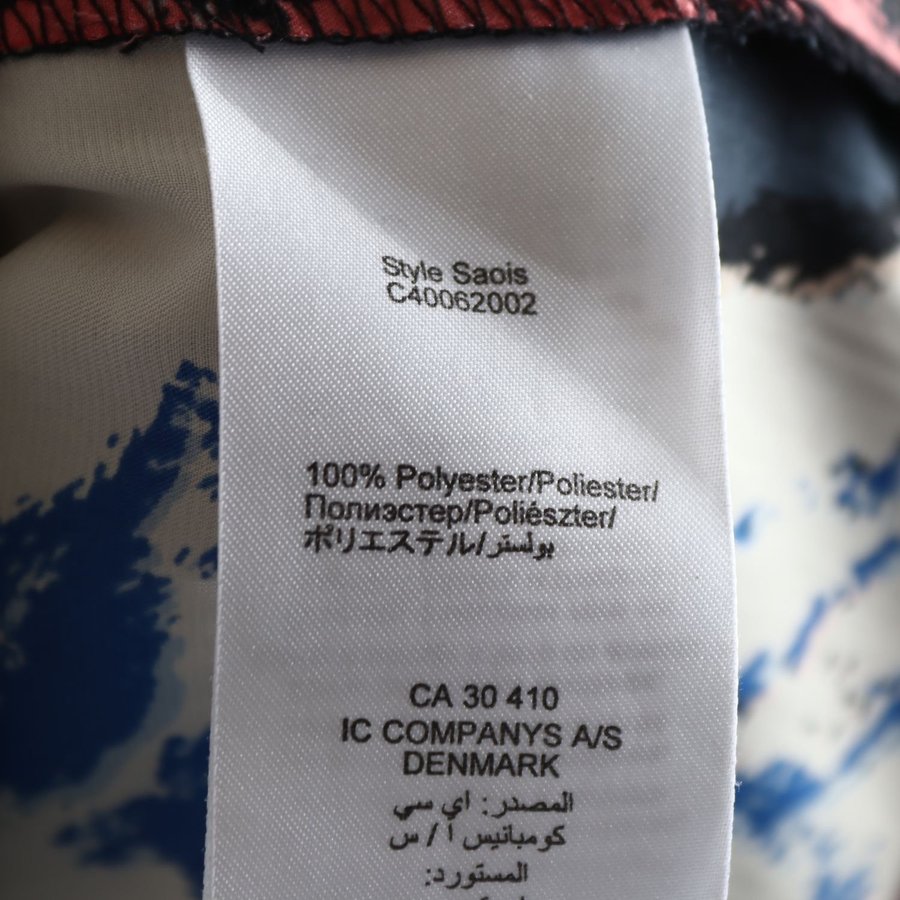 Style Saois
C40062002
100% Polyester/Poliester/
Полиэстер/Poliészter/
ポリエステル/بولستر
CA 30 410
IC COMPANYS A/S
DENMARK
المصدر: اي سي
كومبانيس ا / س
المستورد: